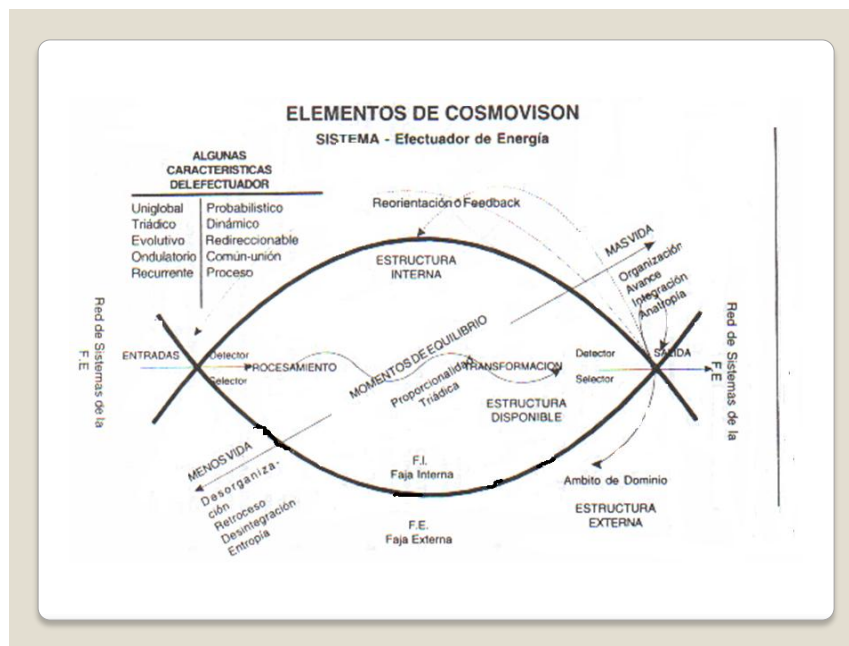 ELEMENTOS DE COSMOVISON
SISTEMA - Efectuador de Energía
ALGUNAS
CARACTERISTICAS
DELEFECTUADOR
Uniglobal Probabilistico
Triádico Dinámico
Evolutivo Redireccionable
Ondulatorio Común-unión
Recurrente Proceso
Reorientación ó Feedback
ESTRUCTURA
INTERNA
MAS VIDA
Organización
Avance
Integración
Anatropía
Red de Sistemas de la
F.E.
ENTRADAS
Detector
Selector
PROCESAMIENTO
MOMENTOS DE EQUILIBRIO
Proporcionalidad
Triádica
TRANSFORMACION
ESTRUCTURA
DISPONIBLE
Detector
Selector
SALIDA
Red de Sistemas de la
F.E
MENOS VIDA
Desorganiza-
ción
Retroceso
Desintegración
Entropía
F.I.
Faja Interna
F.E.
Faja Externa
Ambito de Dominio
ESTRUCTURA
EXTERNA